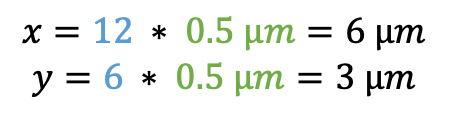 x = 12 * 0.5 μm = 6 μm
y = 6 * 0.5 μm = 3 μm